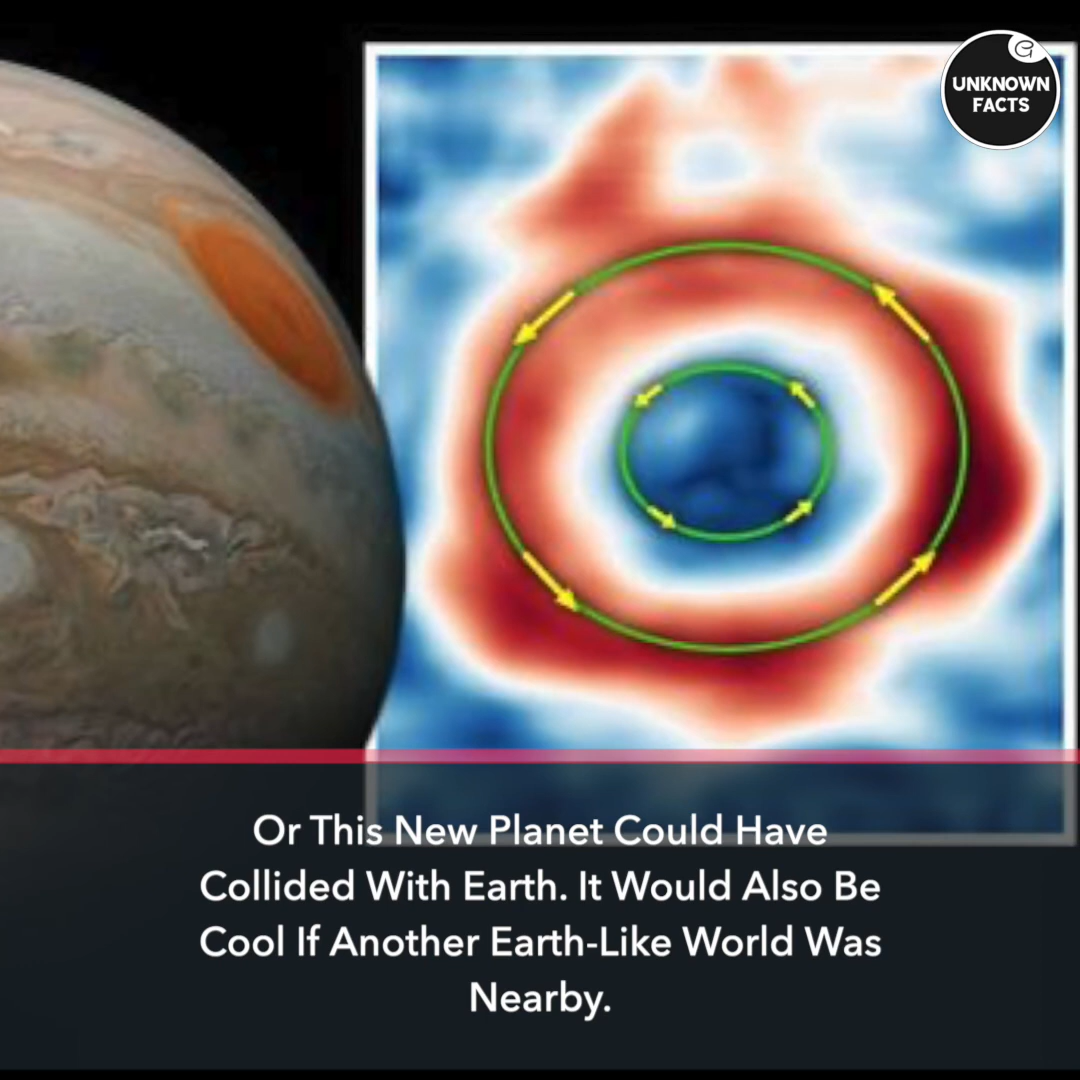 UNKNOWN
FACTS
Or This New Planet Could Have
Collided With Earth. It Would Also Be
Cool If Another Earth-Like World Was
Nearby.